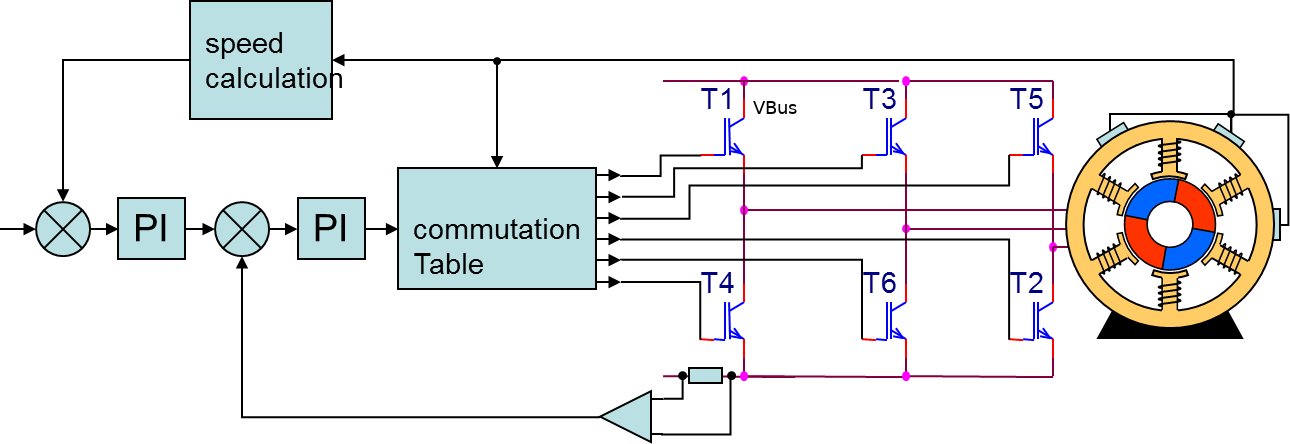 speed
calculation
T1
T3
T5
VBus
PI
PI
commutation
Table
T4
T6
T2